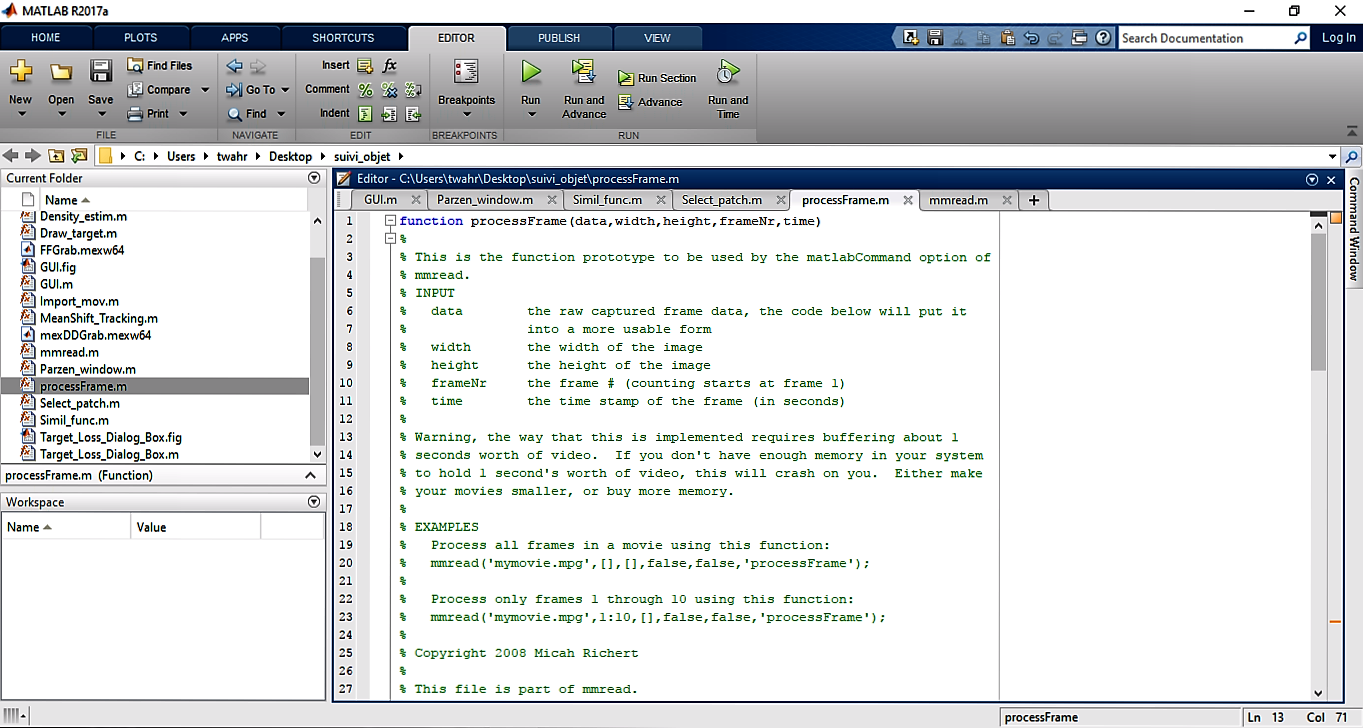 MATLAB R2017a
HOME PLOTS APPS SHORTCUTS EDITOR PUBLISH VIEW Search Documentation Log In
New Open Save Find Files Compare Print
FILE
Go To Find
NAVIGATE
Insert fx
Comment %
Indent
EDIT
Breakpoints
BREAKPOINTS
Run Run and Advance Run Section Advance Run and Time
RUN
C: Users twahr Desktop suivi_objet
Current Folder
Name
Density_estim.m
Draw_target.m
FFGrab.mexw64
GUI.fig
GUI.m
Import_mov.m
MeanShift_Tracking.m
mexDDGrab.mexw64
mmread.m
Parzen_window.m
processFrame.m
Select_patch.m
Simil_func.m
Target_Loss_Dialog_Box.fig
Target_Loss_Dialog_Box.m
processFrame.m (Function)
Workspace
Name Value
Editor - C:\Users\twahr\Desktop\suivi_objet\processFrame.m
GUI.m Parzen_window.m Simil_func.m Select_patch.m processFrame.m mmread.m
1 function processFrame(data,width,height,frameNr,time)
2 %
3 % This is the function prototype to be used by the matlabCommand option of
4 % mmread.
5 % INPUT
6 % data the raw captured frame data, the code below will put it
7 % into a more usable form
8 % width the width of the image
9 % height the height of the image
10 % frameNr the frame # (counting starts at frame 1)
11 % time the time stamp of the frame (in seconds)
12 %
13 % Warning, the way that this is implemented requires buffering about 1
14 % seconds worth of video. If you don't have enough memory in your system
15 % to hold 1 second's worth of video, this will crash on you. Either make
16 % your movies smaller, or buy more memory.
17 %
18 % EXAMPLES
19 % Process all frames in a movie using this function:
20 % mmread('mymovie.mpg',[],[],false,false,'processFrame');
21 %
22 % Process only frames 1 through 10 using this function:
23 % mmread('mymovie.mpg',1:10,[],false,false,'processFrame');
24 %
25 % Copyright 2008 Micah Richert
26 %
27 % This file is part of mmread.
Command Window
processFrame Ln 13 Col 71